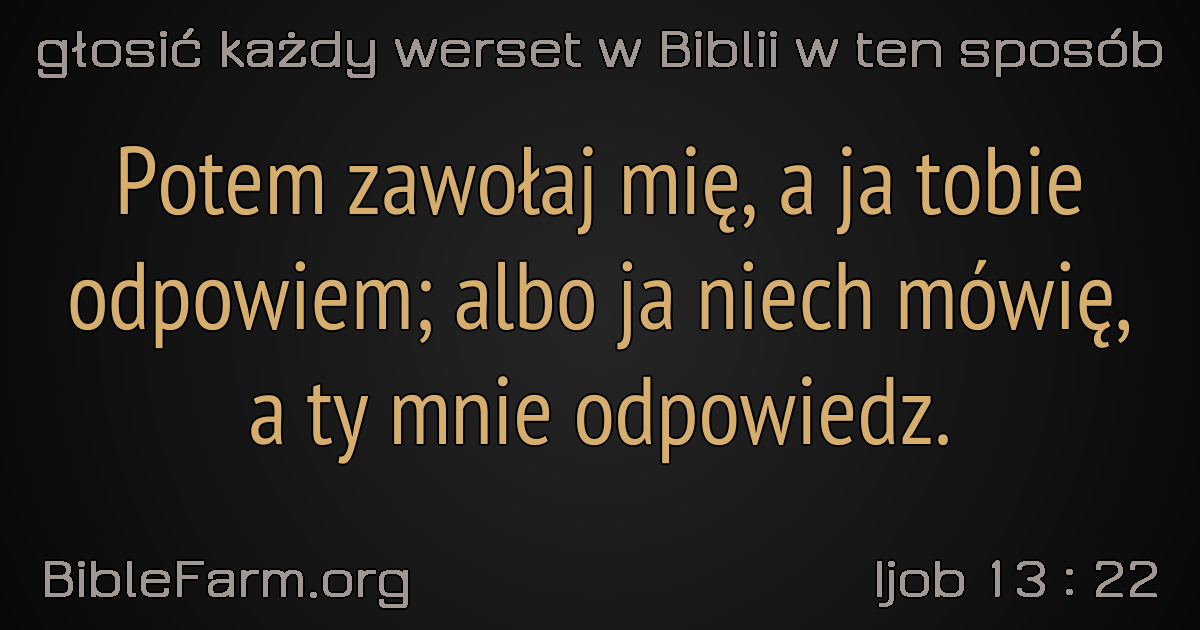 głosić każdy werset w Biblii w ten sposób
Potem zawołaj mię, a ja tobie
odpowiem; albo ja niech mówię,
a ty mnie odpowiedz.
BibleFarm.org
Ijob 13 : 22